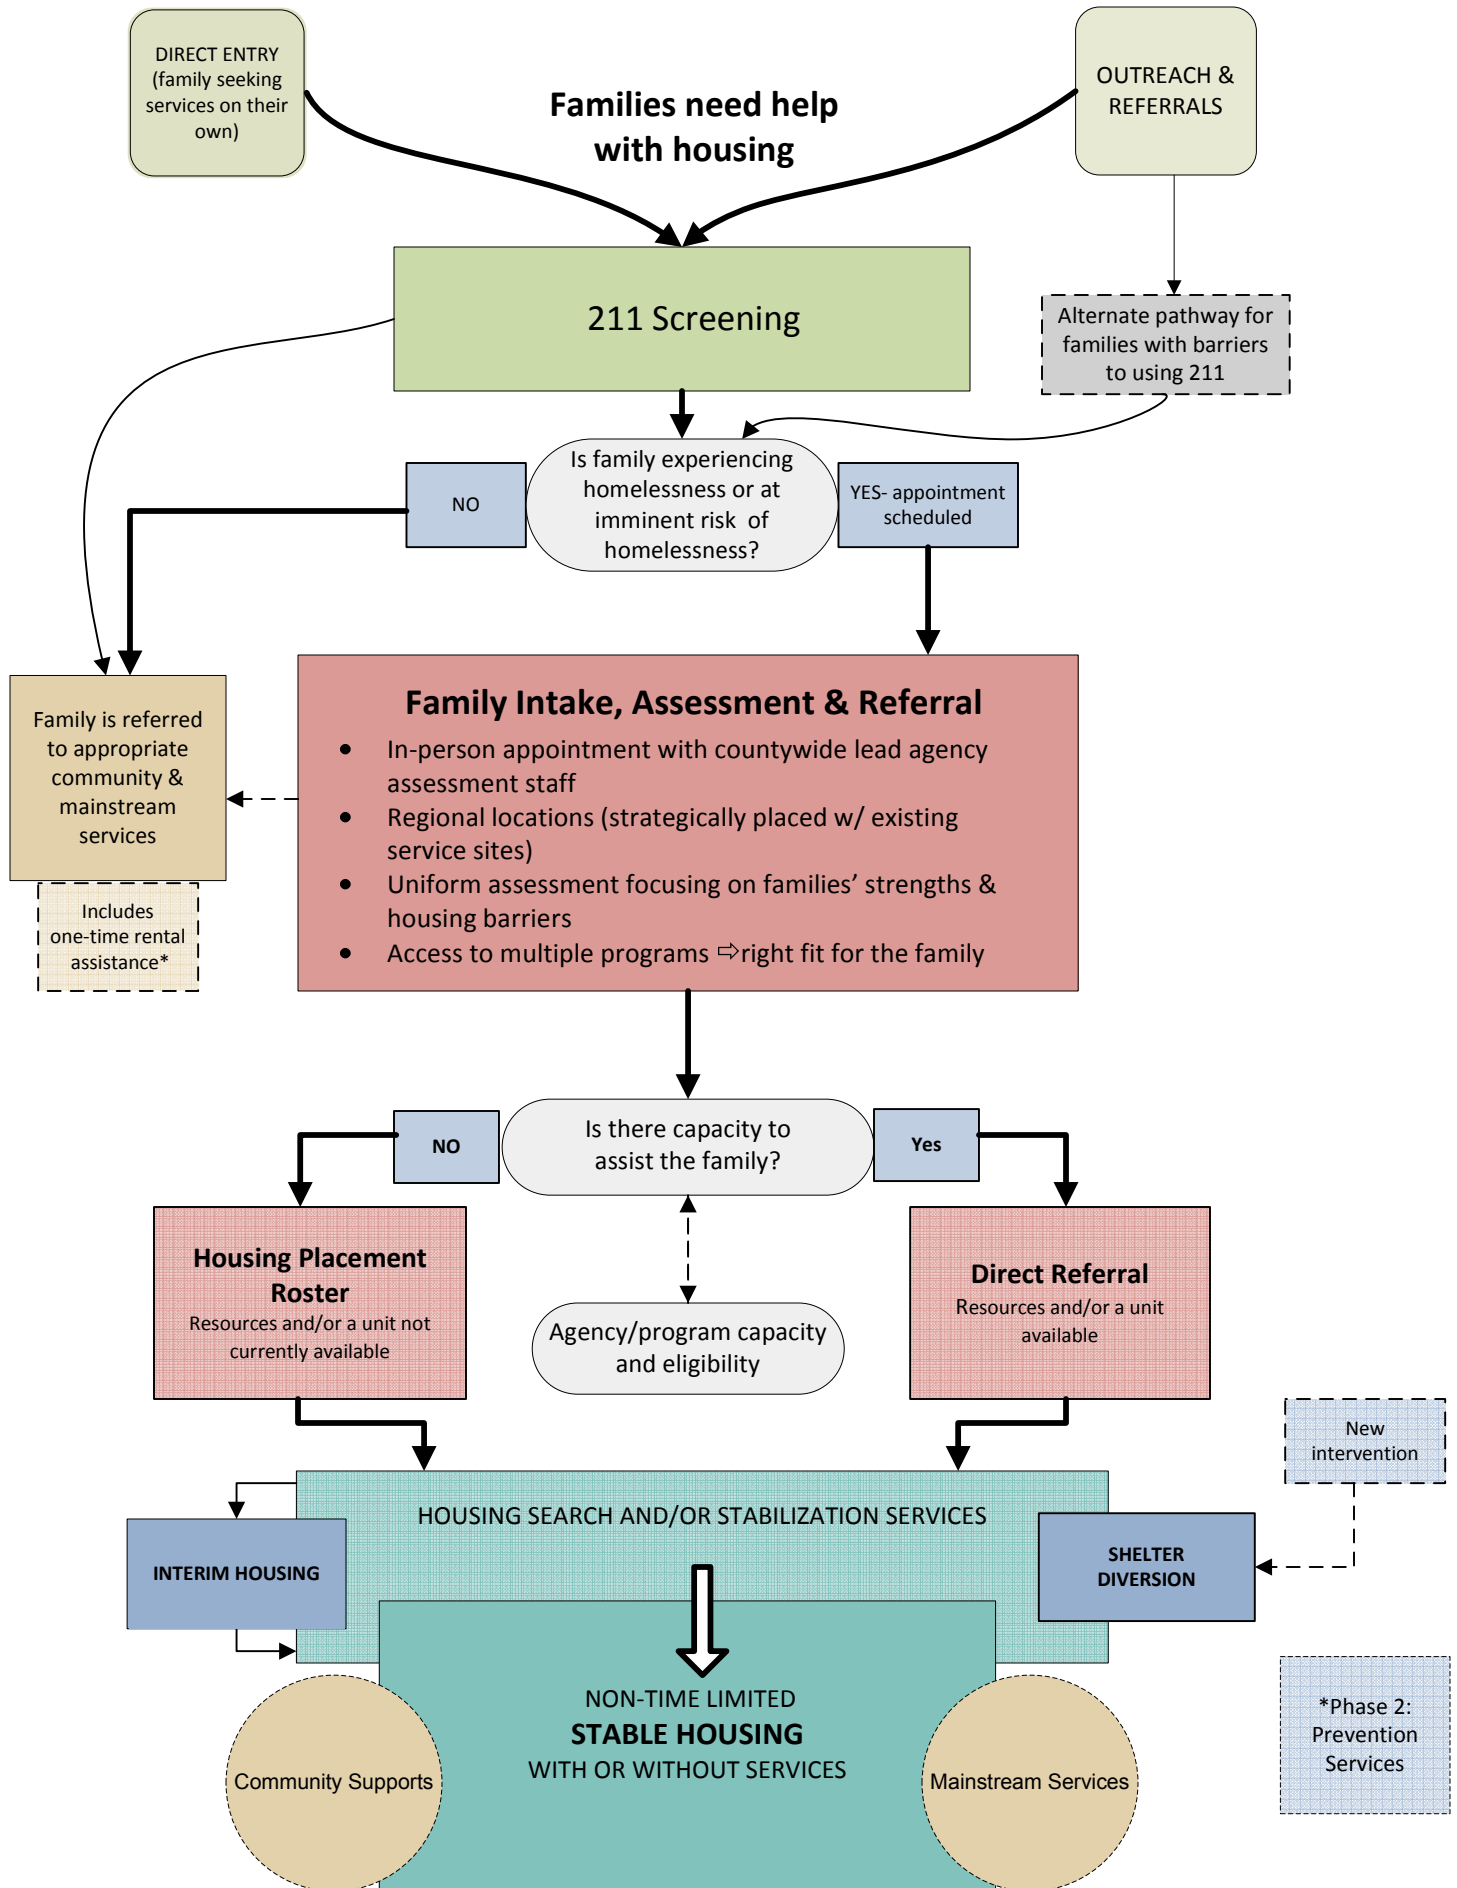 DIRECT ENTRY
(family seeking
services on their
own)
Families need help
with housing
OUTREACH &
REFERRALS
211 Screening
Alternate pathway for
families with barriers
to using 211
Is family experiencing
homelessness or at
imminent risk of
homelessness?
NO
YES- appointment
scheduled
Family is referred
to appropriate
community &
mainstream
services
Includes
one-time rental
assistance*
Family Intake, Assessment & Referral
• In-person appointment with countywide lead agency
assessment staff
• Regional locations (strategically placed w/ existing
service sites)
• Uniform assessment focusing on families’ strengths &
housing barriers
• Access to multiple programs ⇨right fit for the family
Is there capacity to
assist the family?
NO
Yes
Housing Placement
Roster
Resources and/or a unit not
currently available
Agency/program capacity
and eligibility
Direct Referral
Resources and/or a unit
available
New
intervention
HOUSING SEARCH AND/OR STABILIZATION SERVICES
INTERIM HOUSING
SHELTER
DIVERSION
NON-TIME LIMITED
STABLE HOUSING
WITH OR WITHOUT SERVICES
Community Supports
Mainstream Services
*Phase 2:
Prevention
Services